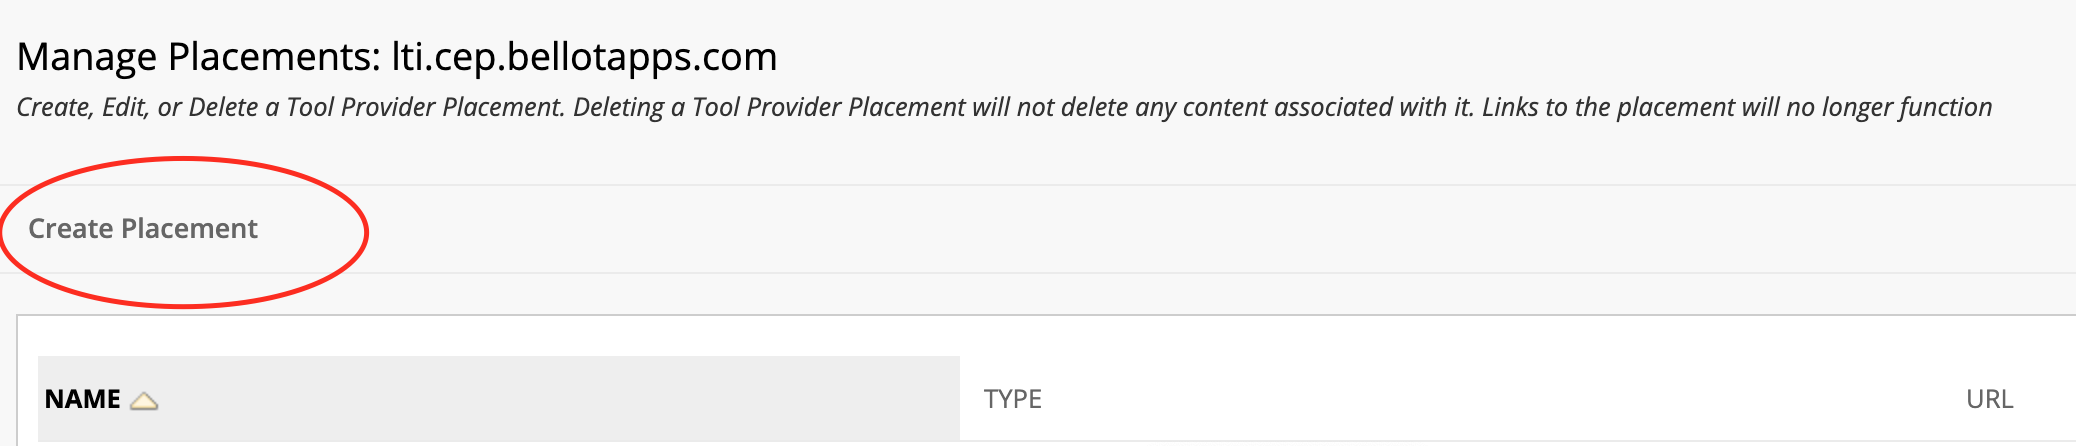 Manage Placements: lti.cep.bellotapps.com
Create, Edit, or Delete a Tool Provider Placement. Deleting a Tool Provider Placement will not delete any content associated with it. Links to the placement will no longer function
Create Placement
NAME TYPE URL